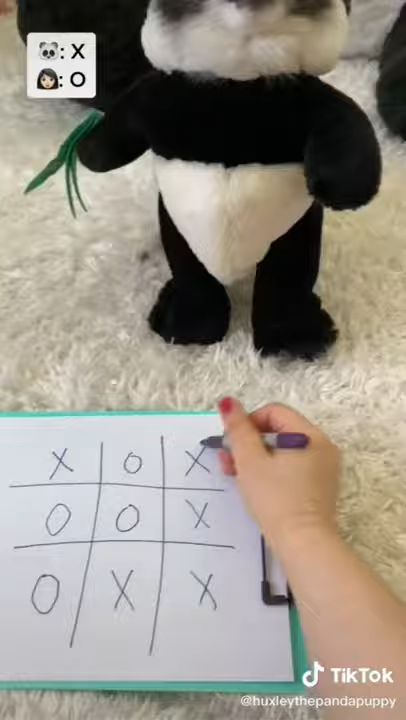 🐼: X
👩🏻: O
X O X
O O X
O X X
TikTok
@huxleythepandapuppy